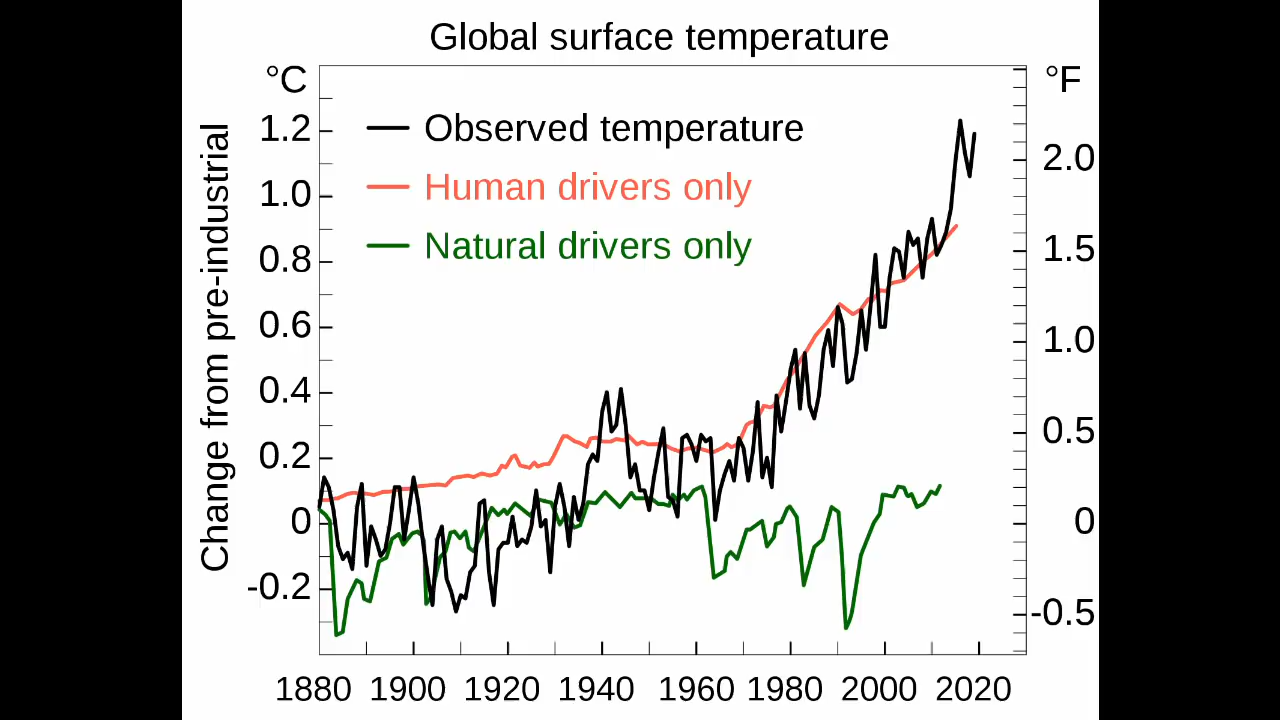 Global surface temperature
°C
°F
Change from pre-industrial
Observed temperature
Human drivers only
Natural drivers only
1.2
1.0
0.8
0.6
0.4
0.2
0
-0.2
2.0
1.5
1.0
0.5
0
-0.5
1880 1900 1920 1940 1960 1980 2000 2020